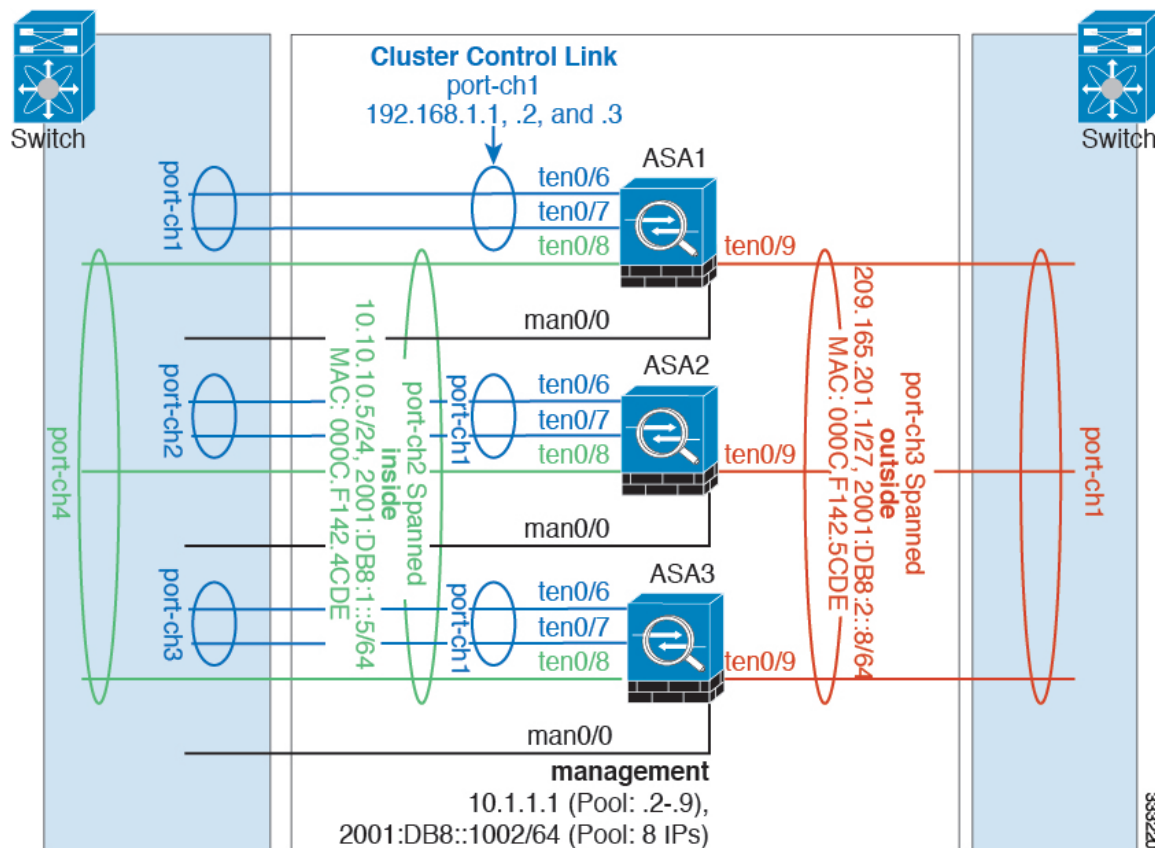 Switch
Switch
Cluster Control Link
port-ch1
192.168.1.1, .2, and .3
ASA1
port-ch1
ten0/6
ten0/7
ten0/8
ten0/9
man0/0
ASA2
port-ch2
port-ch1
ten0/6
ten0/7
ten0/8
ten0/9
man0/0
ASA3
port-ch3
port-ch1
ten0/6
ten0/7
ten0/8
ten0/9
man0/0
port-ch4
port-ch2 Spanned
inside
10.10.10.5/24, 2001:DB8:1::5/64
MAC: 000C.F142.4CDE
port-ch3 Spanned
outside
209.165.201.1/27, 2001:DB8:2::8/64
MAC: 000C.F142.5CDE
port-ch1
management
10.1.1.1 (Pool: .2-.9),
2001:DB8::1002/64 (Pool: 8 IPs)
333220